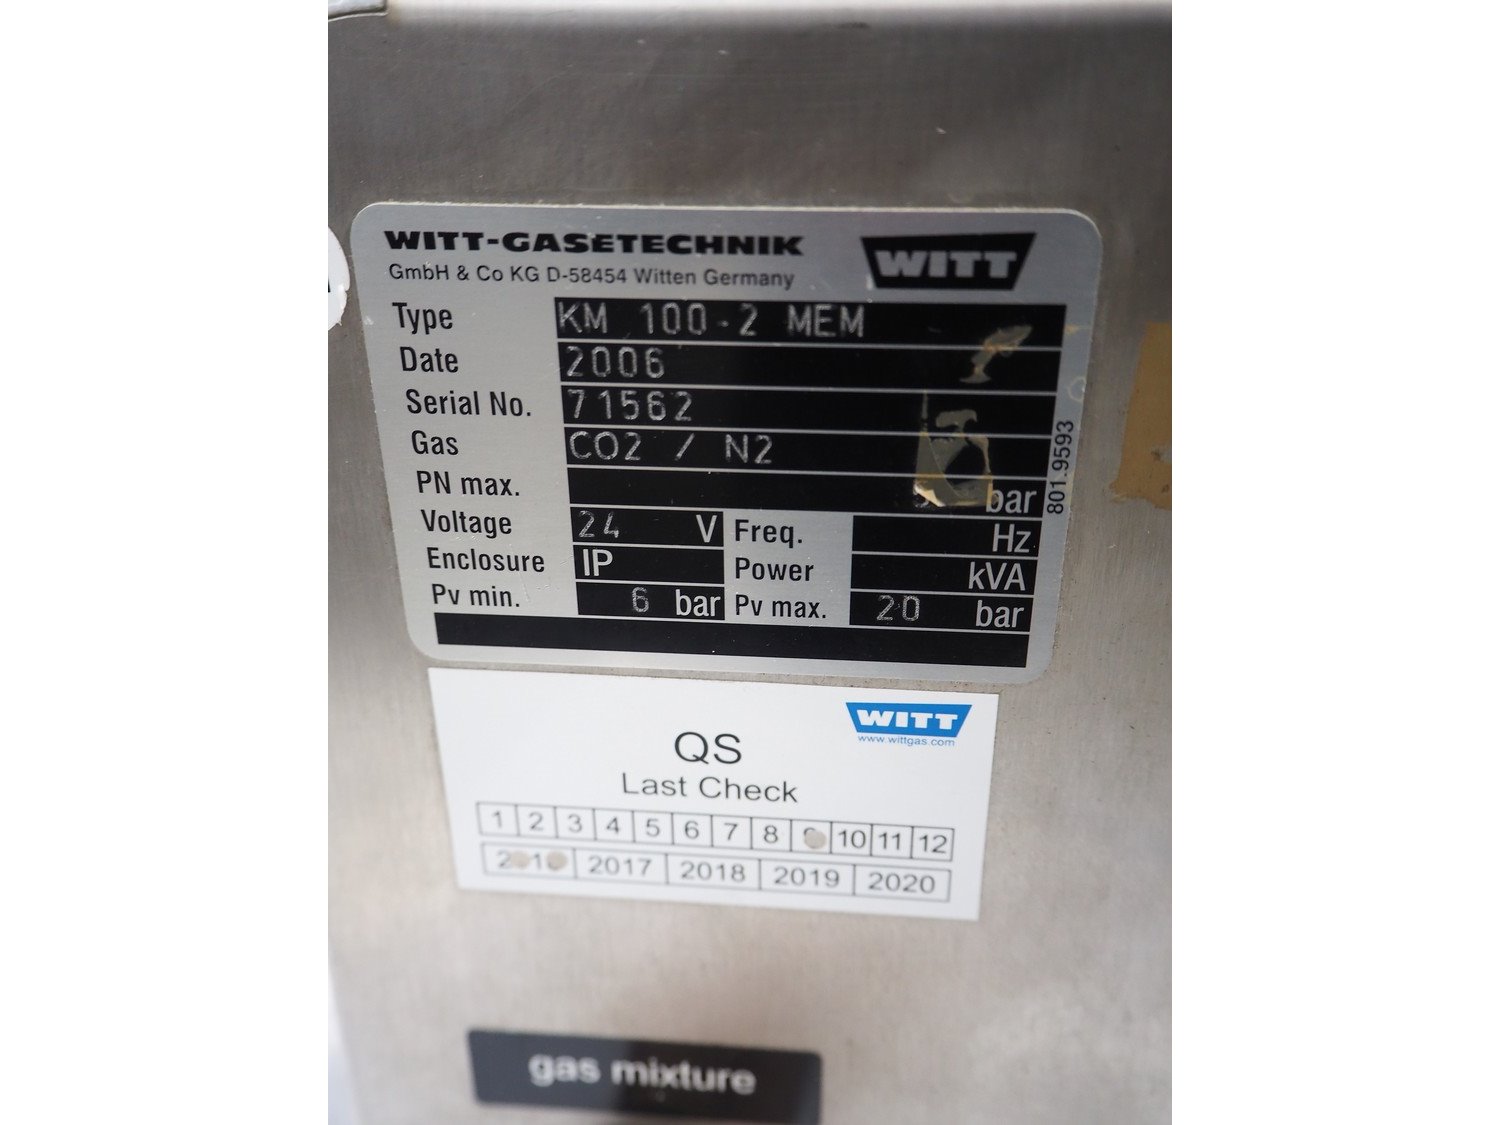 WITT-GASETECHNIK
GmbH & Co KG D-58454 Witten Germany
WITT
Type KM 100-2 MEM
Date 2006
Serial No. 71562
Gas CO2 / N2
PN max. bar
Voltage 24 V Freq. Hz
Enclosure IP Power kVA
Pv min. 6 bar Pv max. 20 bar
801.9593
WITT
www.wittgas.com
QS
Last Check
1 2 3 4 5 6 7 8 10 11 12
2017 2018 2019 2020
gas mixture